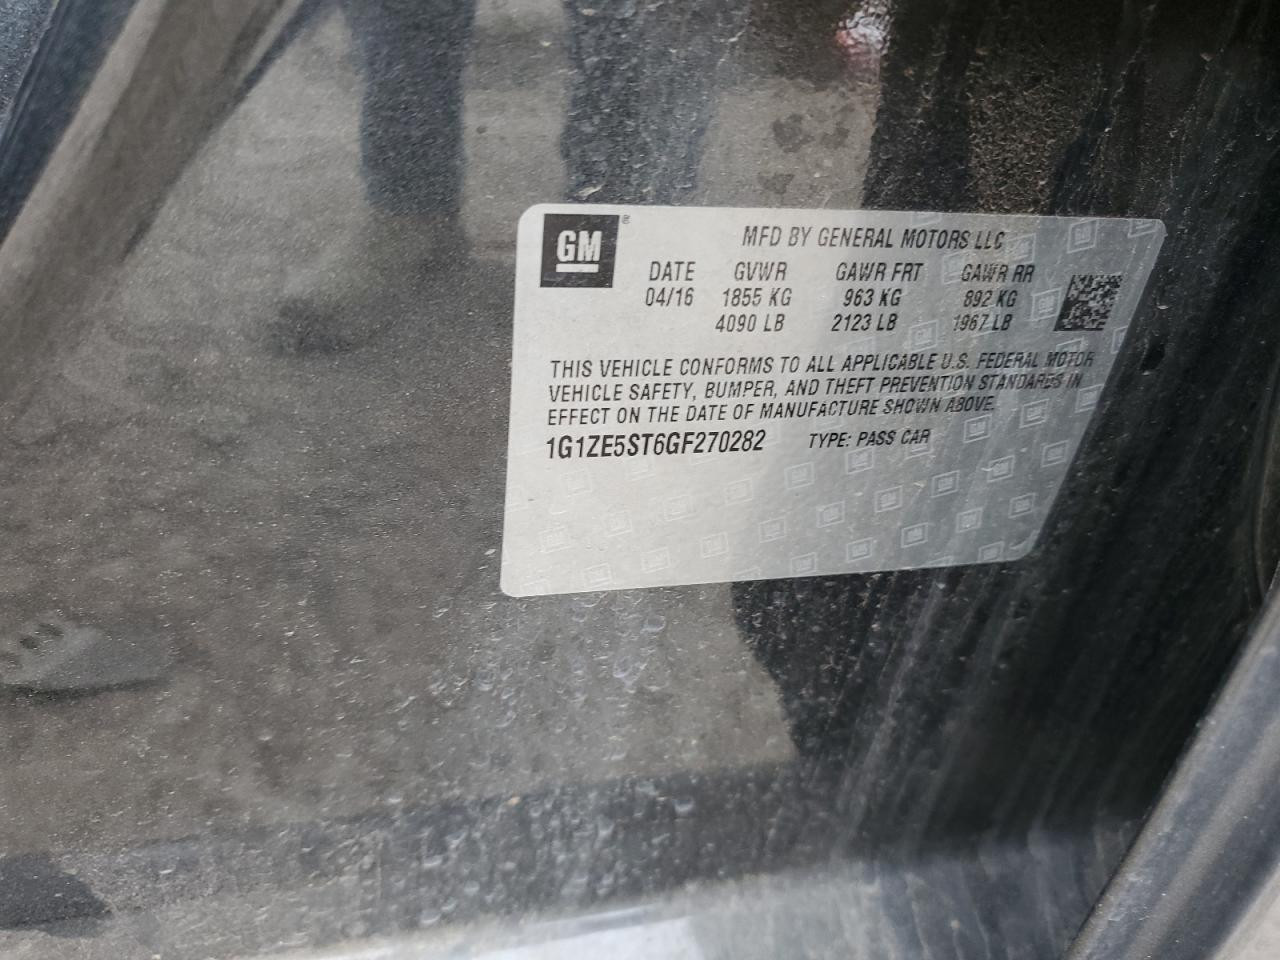 GM ®
MFD BY GENERAL MOTORS LLC
DATE GVWR GAWR FRT GAWR RR
04/16 1855 KG 963 KG 892 KG
4090 LB 2123 LB 1967 LB
THIS VEHICLE CONFORMS TO ALL APPLICABLE U.S. FEDERAL MOTOR
VEHICLE SAFETY, BUMPER, AND THEFT PREVENTION STANDARDS IN
EFFECT ON THE DATE OF MANUFACTURE SHOWN ABOVE.
1G1ZE5ST6GF270282 TYPE: PASS CAR